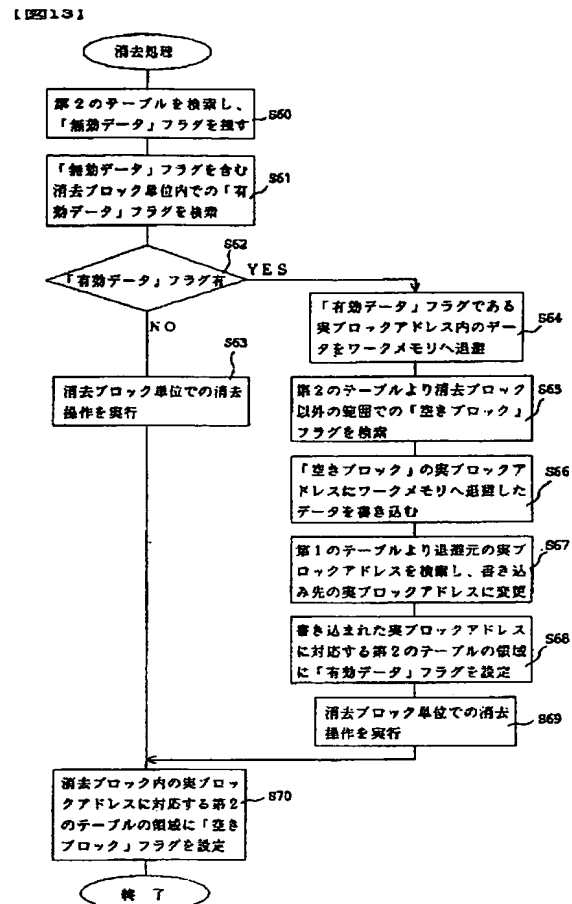 【図13】
消去処理
第2のテーブルを検索し、
「無効データ」フラグを捜す
S60
「無効データ」フラグを含む
消去ブロック単位内での「有
効データ」フラグを検索
S61
「有効データ」フラグ有
S62
YES
NO
消去ブロック単位での消去
操作を実行
S63
「有効データ」フラグである
実ブロックアドレス内のデー
タをワークメモリへ退避
S64
第2のテーブルより消去ブロック
以外の範囲での「空きブロック」
フラグを検索
S65
「空きブロック」の実ブロックア
ドレスにワークメモリへ退避した
データを書き込む
S66
第1のテーブルより退避元の実ブ
ロックアドレスを検索し、書き込
み先の実ブロックアドレスに変更
S67
書き込まれた実ブロックアドレス
に対応する第2のテーブルの領域
に「有効データ」フラグを設定
S68
消去ブロック単位での消去
操作を実行
S69
消去ブロック内の実ブロッ
クアドレスに対応する第2
のテーブルの領域に「空き
ブロック」フラグを設定
S70
終了